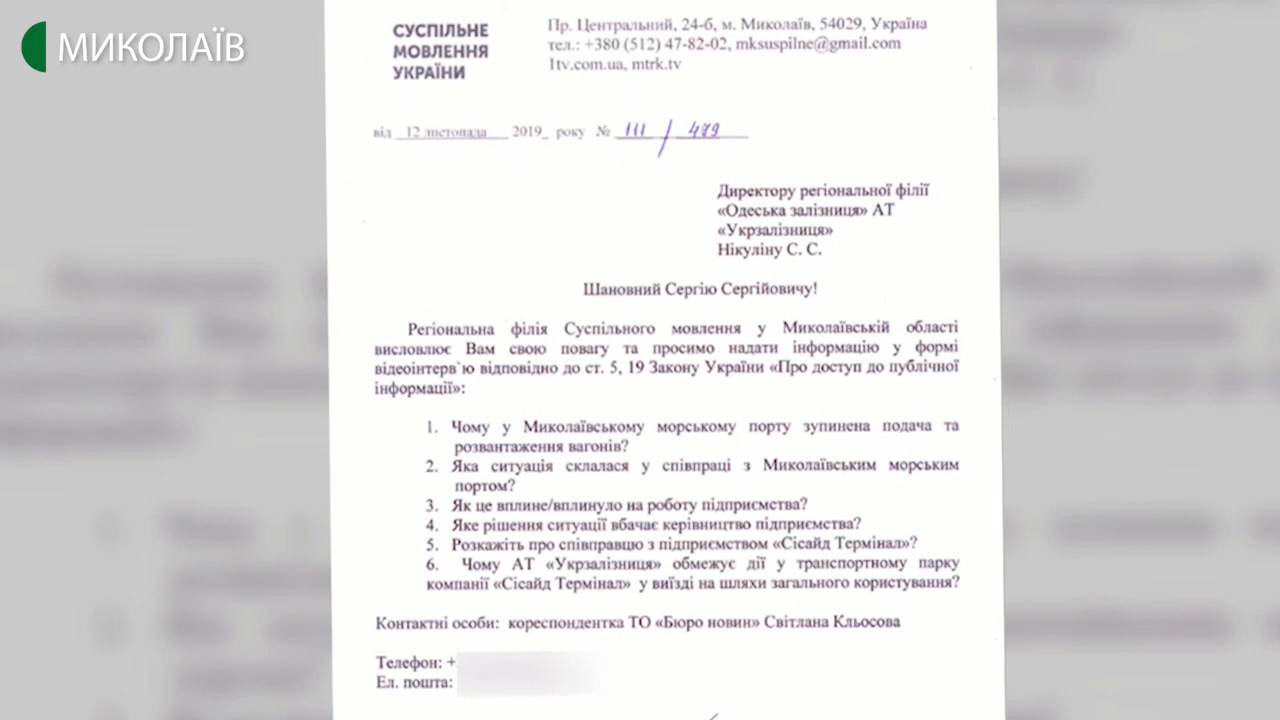 МИКОЛАЇВ
СУСПІЛЬНЕ
МОВЛЕННЯ
УКРАЇНИ
Пр. Центральний, 24-б, м. Миколаїв, 54029, Україна
тел.: +380 (512) 47-82-02, mksuspilne@gmail.com
1tv.com.ua, mtrk.tv
від __12 листопада___ 2019_ року № 111 / 479
Директору регіональної філії
«Одеська залізниця» АТ
«Укрзалізниця»
Нікуліну С. С.
Шановний Сергію Сергійовичу!
Регіональна філія Суспільного мовлення у Миколаївській області
висловлює Вам свою повагу та просимо надати інформацію у формі
відеоінтерв`ю відповідно до ст. 5, 19 Закону України «Про доступ до публічної
інформації»:
1. Чому у Миколаївському морському порту зупинена подача та
розвантаження вагонів?
2. Яка ситуація склалася у співпраці з Миколаївським морським
портом?
3. Як це вплине/вплинуло на роботу підприємства?
4. Яке рішення ситуації вбачає керівництво підприємства?
5. Розкажіть про співправцю з підприємством «Сісайд Термінал»?
6. Чому АТ «Укрзалізниця» обмежує дії у транспортному парку
компанії «Сісайд Термінал» у виїзді на шляхи загального користування?
Контактні особи: кореспондентка ТО «Бюро новин» Світлана Кльосова
Телефон: +
Ел. пошта: